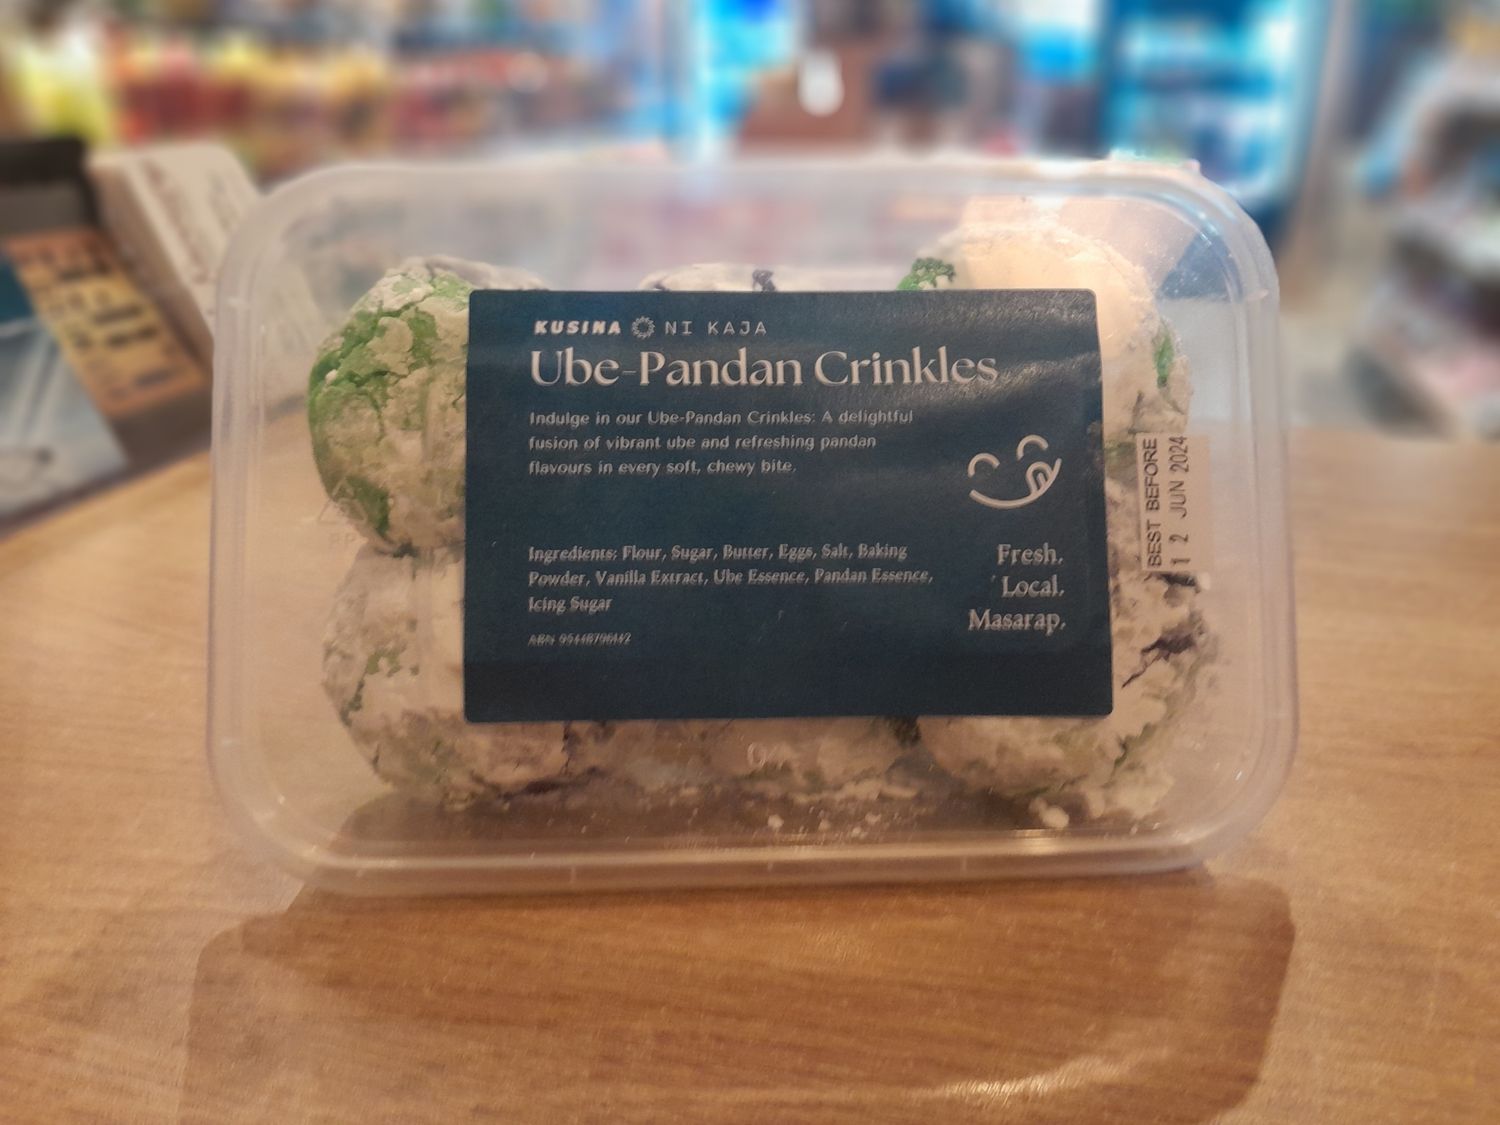 KUSINA NI KAJA
Ube-Pandan Crinkles
Indulge in our Ube-Pandan Crinkles: A delightful
fusion of vibrant ube and refreshing pandan
flavours in every soft, chewy bite.
Ingredients: Flour, Sugar, Butter, Eggs, Salt, Baking
Powder, Vanilla Extract, Ube Essence, Pandan Essence,
Icing Sugar
ABN
Fresh.
Local.
Masarap.
BEST BEFORE
12 JUN 2024